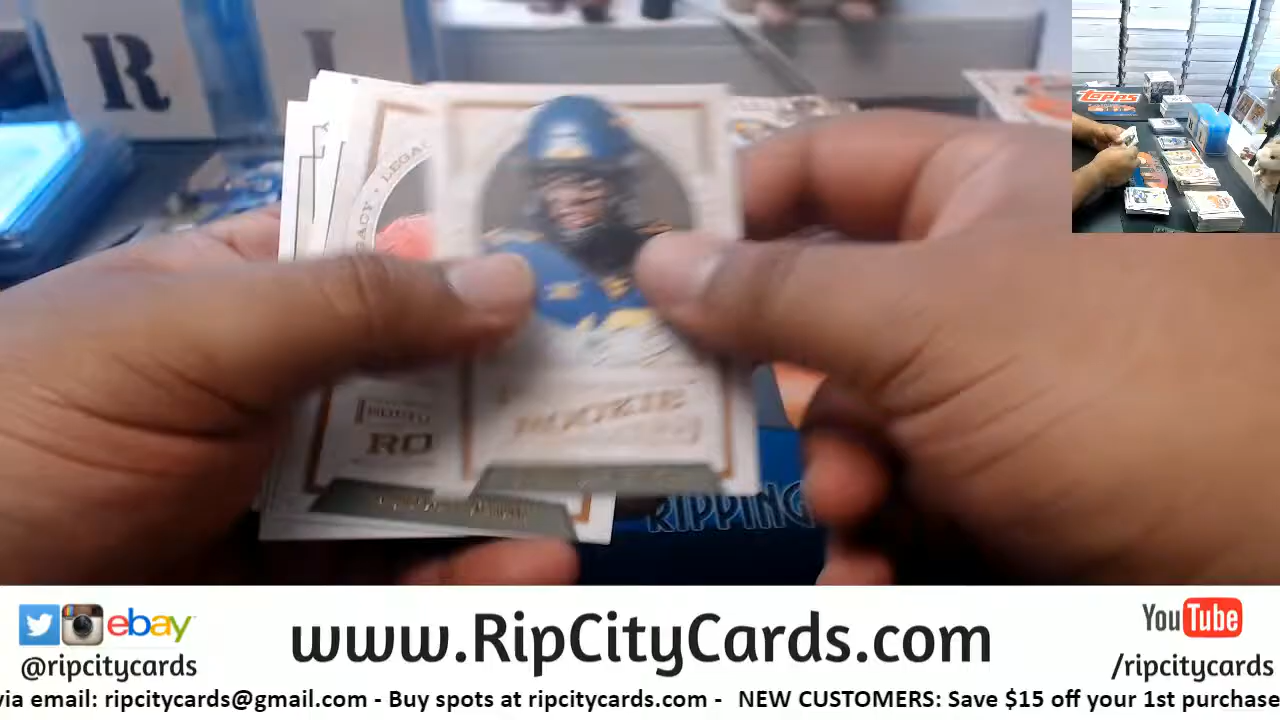 R I
Topps
LEGACY · LEGA
ROOKIE
RO
RIPPING
ebay
@ripcitycards
www.RipCityCards.com
YouTube
/ripcitycards
via email: ripcitycards@gmail.com - Buy spots at ripcitycards.com - NEW CUSTOMERS: Save $15 off your 1st purchase